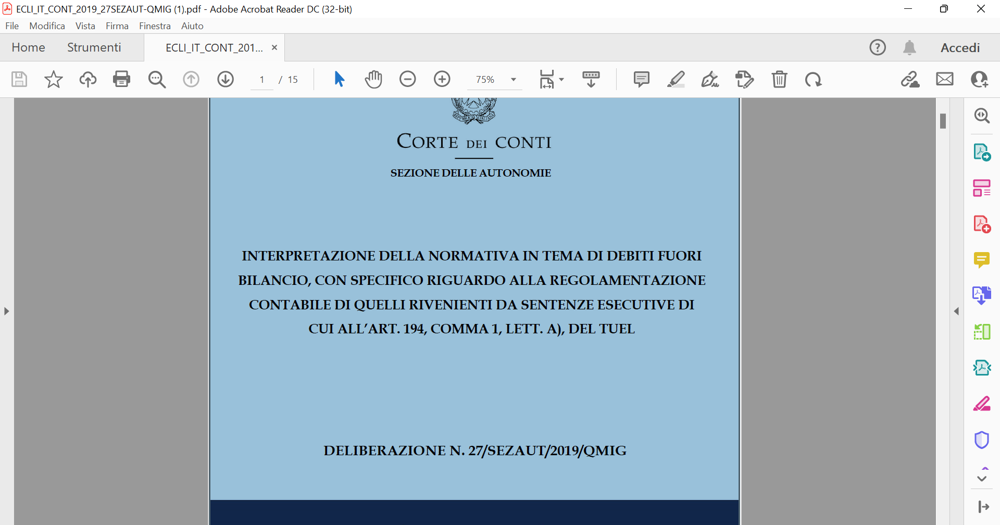 ECLI_IT_CONT_2019_27SEZAUT-QMIG (1).pdf - Adobe Acrobat Reader DC (32-bit)
File Modifica Vista Firma Finestra Aiuto
Home Strumenti ECLI_IT_CONT_201... × Accedi
1 / 15 75%
REPVBBLICA ITALIANA
CORTE DEI CONTI
SEZIONE DELLE AUTONOMIE
INTERPRETAZIONE DELLA NORMATIVA IN TEMA DI DEBITI FUORI
BILANCIO, CON SPECIFICO RIGUARDO ALLA REGOLAMENTAZIONE
CONTABILE DI QUELLI RIVENIENTI DA SENTENZE ESECUTIVE DI
CUI ALL’ART. 194, COMMA 1, LETT. A), DEL TUEL
DELIBERAZIONE N. 27/SEZAUT/2019/QMIG